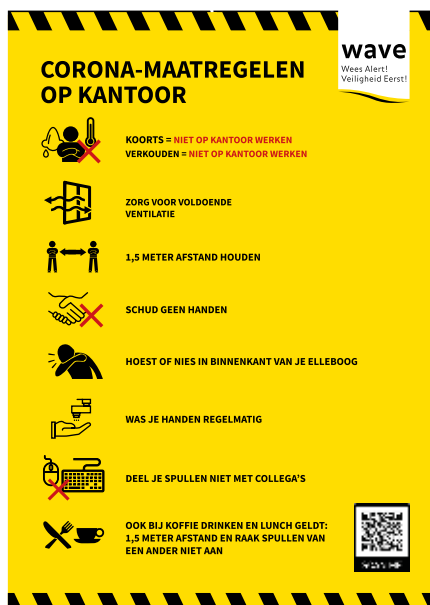 wave
Wees Alert!
Veiligheid Eerst!
CORONA-MAATREGELEN
OP KANTOOR
KOORTS = NIET OP KANTOOR WERKEN
VERKOUDEN = NIET OP KANTOOR WERKEN
ZORG VOOR VOLDOENDE
VENTILATIE
1,5 METER AFSTAND HOUDEN
SCHUD GEEN HANDEN
HOEST OF NIES IN BINNENKANT VAN JE ELLEBOOG
WAS JE HANDEN REGELMATIG
DEEL JE SPULLEN NIET MET COLLEGA'S
OOK BIJ KOFFIE DRINKEN EN LUNCH GELDT:
1,5 METER AFSTAND EN RAAK SPULLEN VAN
EEN ANDER NIET AAN
SCAN ME